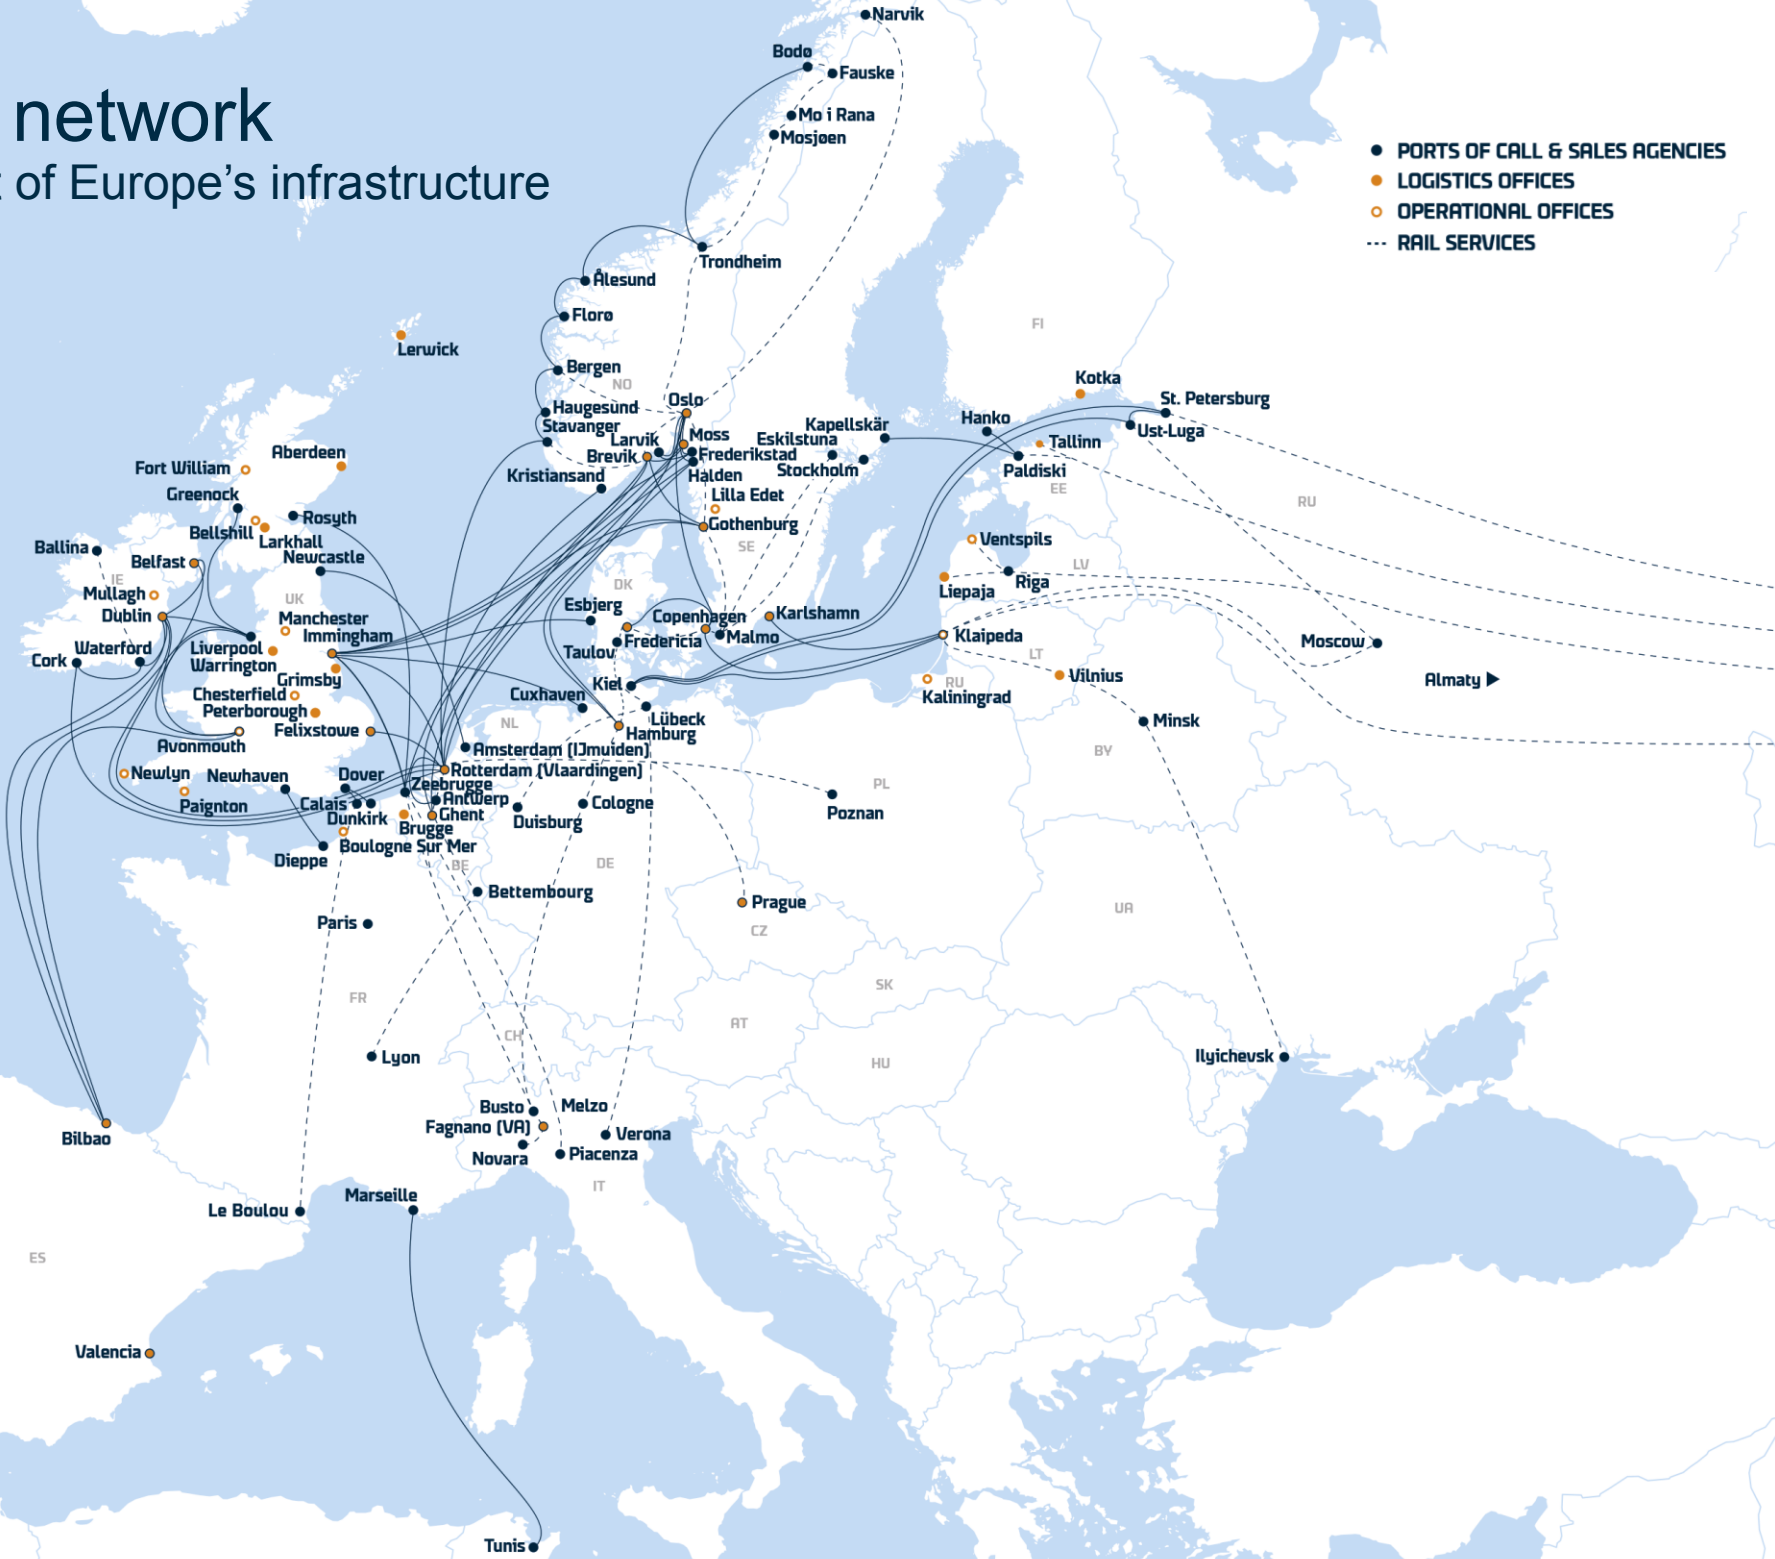 network
of Europe's infrastructure
PORTS OF CALL & SALES AGENCIES
LOGISTICS OFFICES
OPERATIONAL OFFICES
RAIL SERVICES
Narvik
Bodø
Fauske
Mo i Rana
Mosjøen
Trondheim
Ålesund
Florø
FI
Lerwick
Bergen
NO
Kotka
Oslo
St. Petersburg
Haugesund
Stavanger
Kapellskär
Hanko
Ust-Luga
Larvik
Moss
Eskilstuna
Tallinn
Brevik
Frederikstad
Aberdeen
Fort William
Halden
Stockholm
Paldiski
Kristiansand
EE
RU
Greenock
Lilla Edet
Rosyth
Gothenburg
Bellshill
Larkhall
Ventspils
Ballina
SE
Newcastle
Belfast
LV
IE
DK
Riga
Mullagh
UK
Liepaja
Esbjerg
Dublin
Manchester
Copenhagen
Karlshamn
Immingham
Malmo
Klaipeda
Fredericia
Moscow
Waterford
Liverpool
Taulov
LT
Cork
Warrington
Grimsby
Kiel
RU
Vilnius
Almaty
Chesterfield
Cuxhaven
Kaliningrad
Peterborough
Lübeck
Minsk
NL
Felixstowe
Hamburg
Avonmouth
Amsterdam (IJmuiden)
BY
Newlyn
Newhaven
Dover
Rotterdam (Vlaardingen)
Zeebrugge
PL
Paignton
Calais
Antwerp
Cologne
Dunkirk
Ghent
Duisburg
Poznan
Brugge
Boulogne Sur Mer
Dieppe
BE
DE
Bettembourg
Prague
UA
Paris
CZ
SK
FR
AT
CH
Lyon
HU
Ilyichevsk
Busto
Melzo
Fagnano (VA)
Bilbao
Verona
Novara
Piacenza
IT
Marseille
Le Boulou
ES
Valencia
Tunis